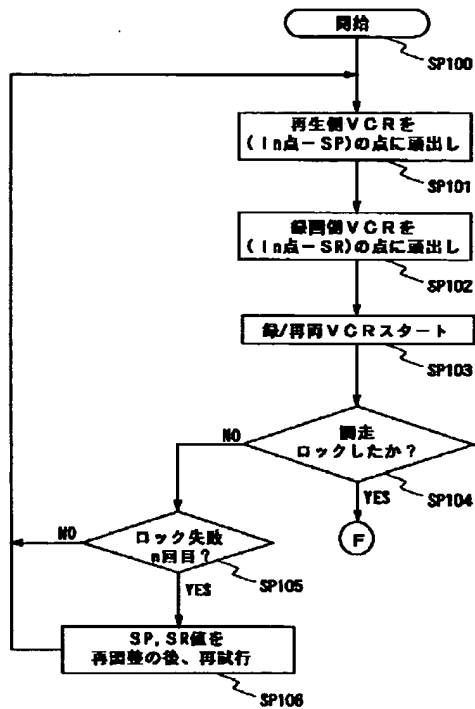 開始
SP100
再生側VCRを
(In点-SP)の点に頭出し
SP101
録画側VCRを
(In点-SR)の点に頭出し
SP102
録/再両VCRスタート
SP103
調走
ロックしたか?
NO
YES
SP104
F
ロック失敗
n回目?
NO
YES
SP105
SP,SR値を
再調整の後、再試行
SP106